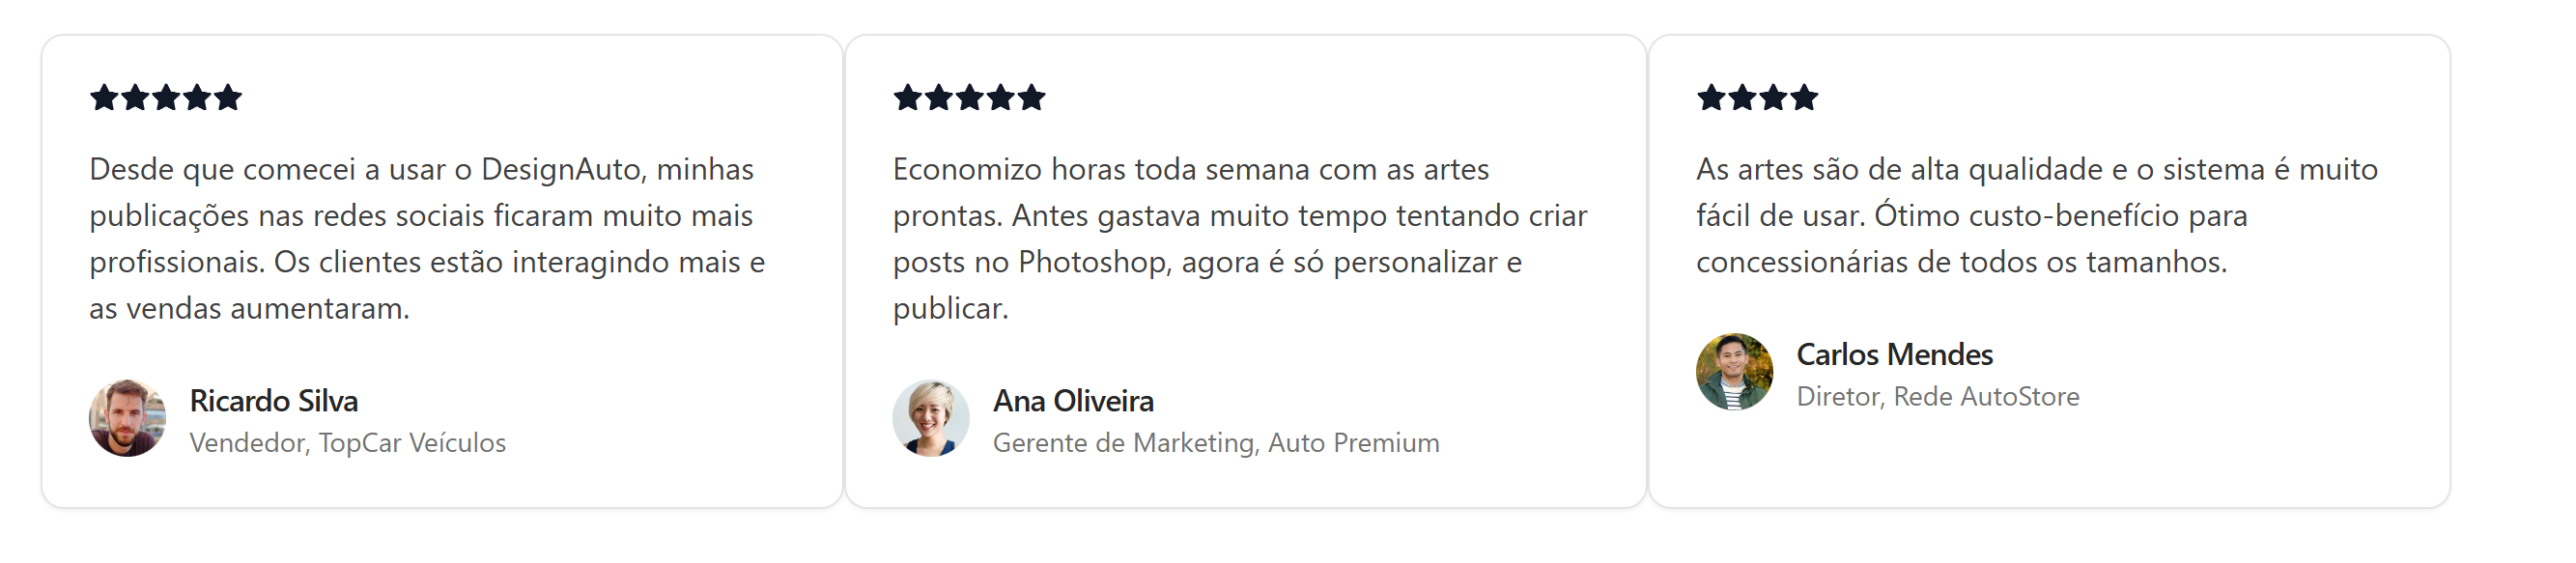 Desde que comecei a usar o DesignAuto, minhas
publicações nas redes sociais ficaram muito mais
profissionais. Os clientes estão interagindo mais e
as vendas aumentaram.
Ricardo Silva
Vendedor, TopCar Veículos
Economizo horas toda semana com as artes
prontas. Antes gastava muito tempo tentando criar
posts no Photoshop, agora é só personalizar e
publicar.
Ana Oliveira
Gerente de Marketing, Auto Premium
As artes são de alta qualidade e o sistema é muito
fácil de usar. Ótimo custo-benefício para
concessionárias de todos os tamanhos.
Carlos Mendes
Diretor, Rede AutoStore